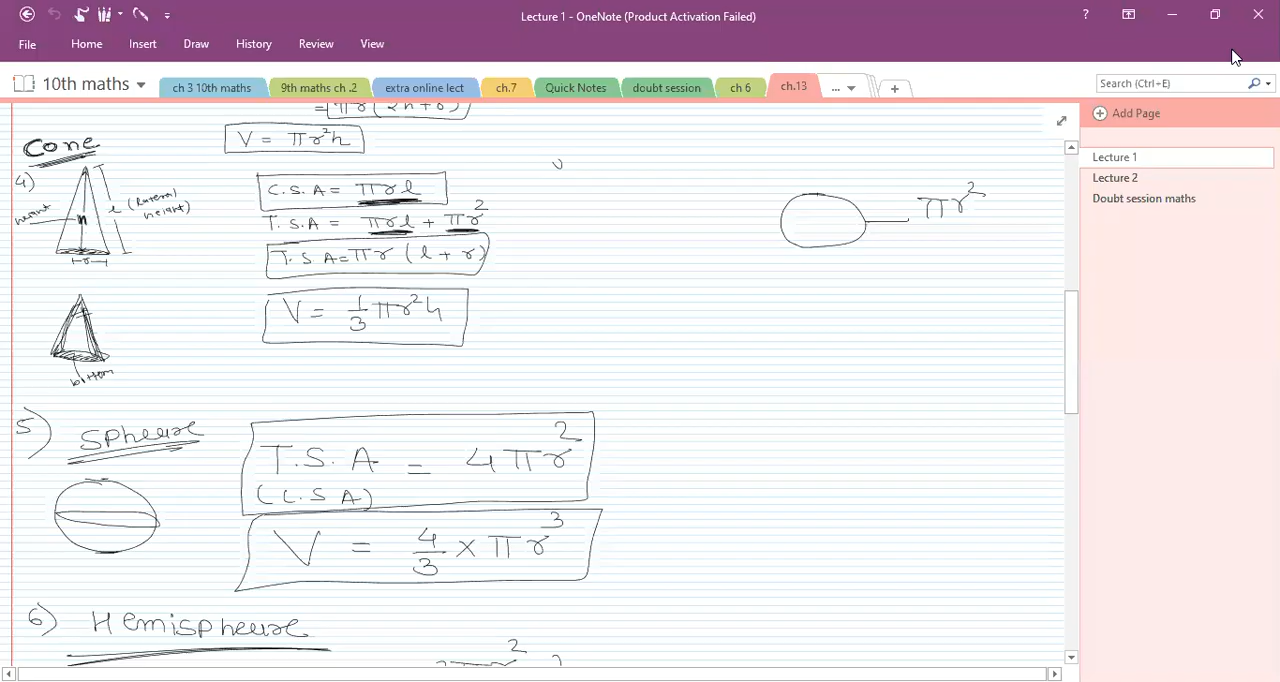 Lecture 1 - OneNote (Product Activation Failed)
?
File Home Insert Draw History Review View
10th maths
ch 3 10th maths
9th maths ch .2
extra online lect
ch.7
Quick Notes
doubt session
ch 6
ch.13
...
+
Search (Ctrl+E)
Add Page
Lecture 1
Lecture 2
Doubt session maths
V = πr²h
Cone
4)
height
h
l (lateral height)
r
C.S.A = πrl
T.S.A = πrl + πr²
T.S A = πr (l + r)
V = 1/3 πr²h
πr²
bottom
5)
Spheure
T.S.A = 4πr²
(C.S A)
V = 4/3 × πr³
6) Hemispheure